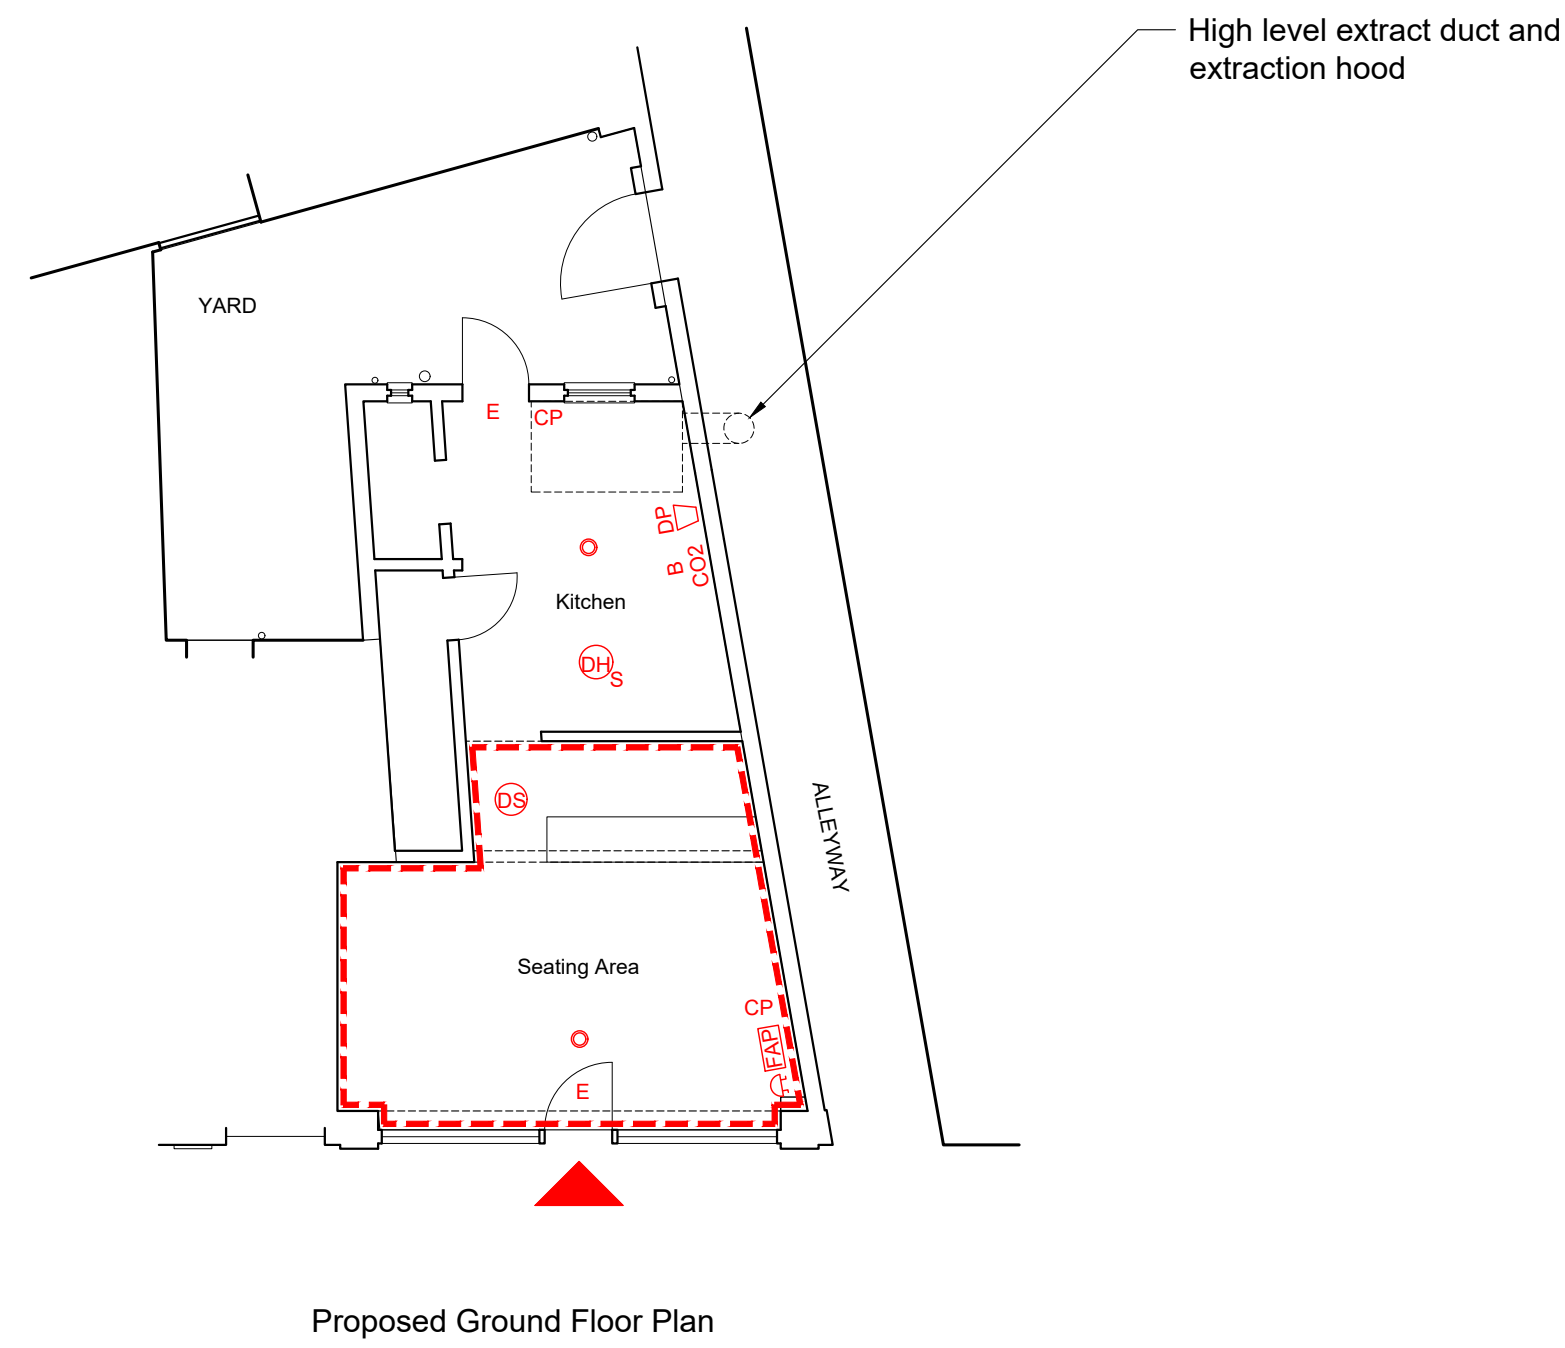 High level extract duct and
extraction hood
YARD
E
CP
DP
B
CO2
Kitchen
DH
S
DS
ALLEYWAY
Seating Area
CP
FAP
E
Proposed Ground Floor Plan